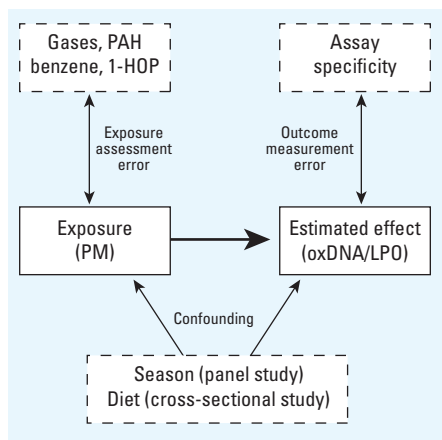 Gases, PAH
benzene, 1-HOP
Assay
specificity
Exposure
assessment
error
Outcome
measurement
error
Exposure
(PM)
Estimated effect
(oxDNA/LPO)
Confounding
Season (panel study)
Diet (cross-sectional study)